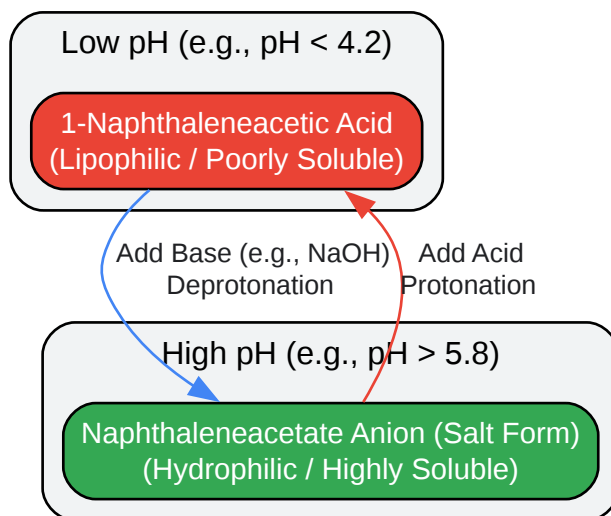 Low pH (e.g., pH < 4.2)
1-Naphthaleneacetic Acid
(Lipophilic / Poorly Soluble)
Add Base (e.g., NaOH)
Deprotonation
Add Acid
Protonation
High pH (e.g., pH > 5.8)
Naphthaleneacetate Anion (Salt Form)
(Hydrophilic / Highly Soluble)